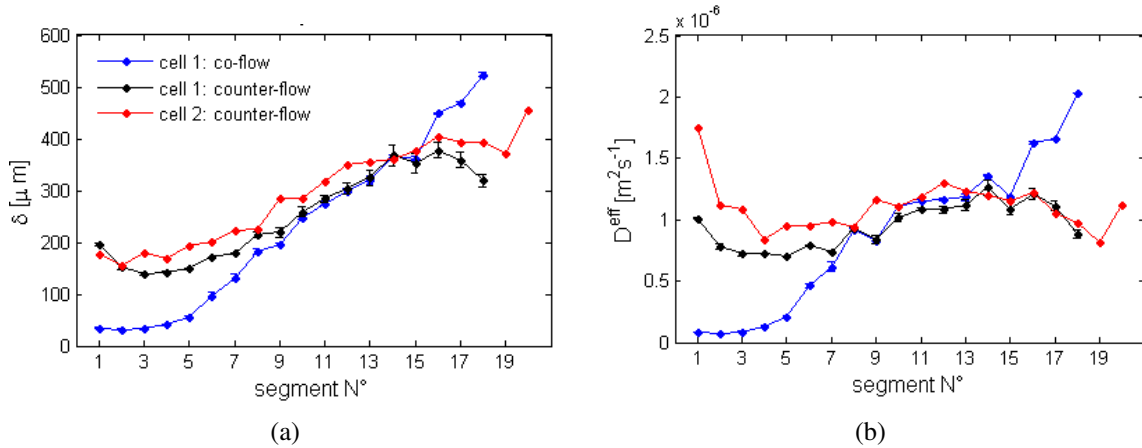 600
500
400
300
200
100
0
δ [μ m]
cell 1: co-flow
cell 1: counter-flow
cell 2: counter-flow
1 3 5 7 9 11 13 15 17 19
segment N°
(a)
x 10⁻⁶
2.5
2
1.5
1
0.5
0
Dᵉᶠᶠ [m²s⁻¹]
1 3 5 7 9 11 13 15 17 19
segment N°
(b)